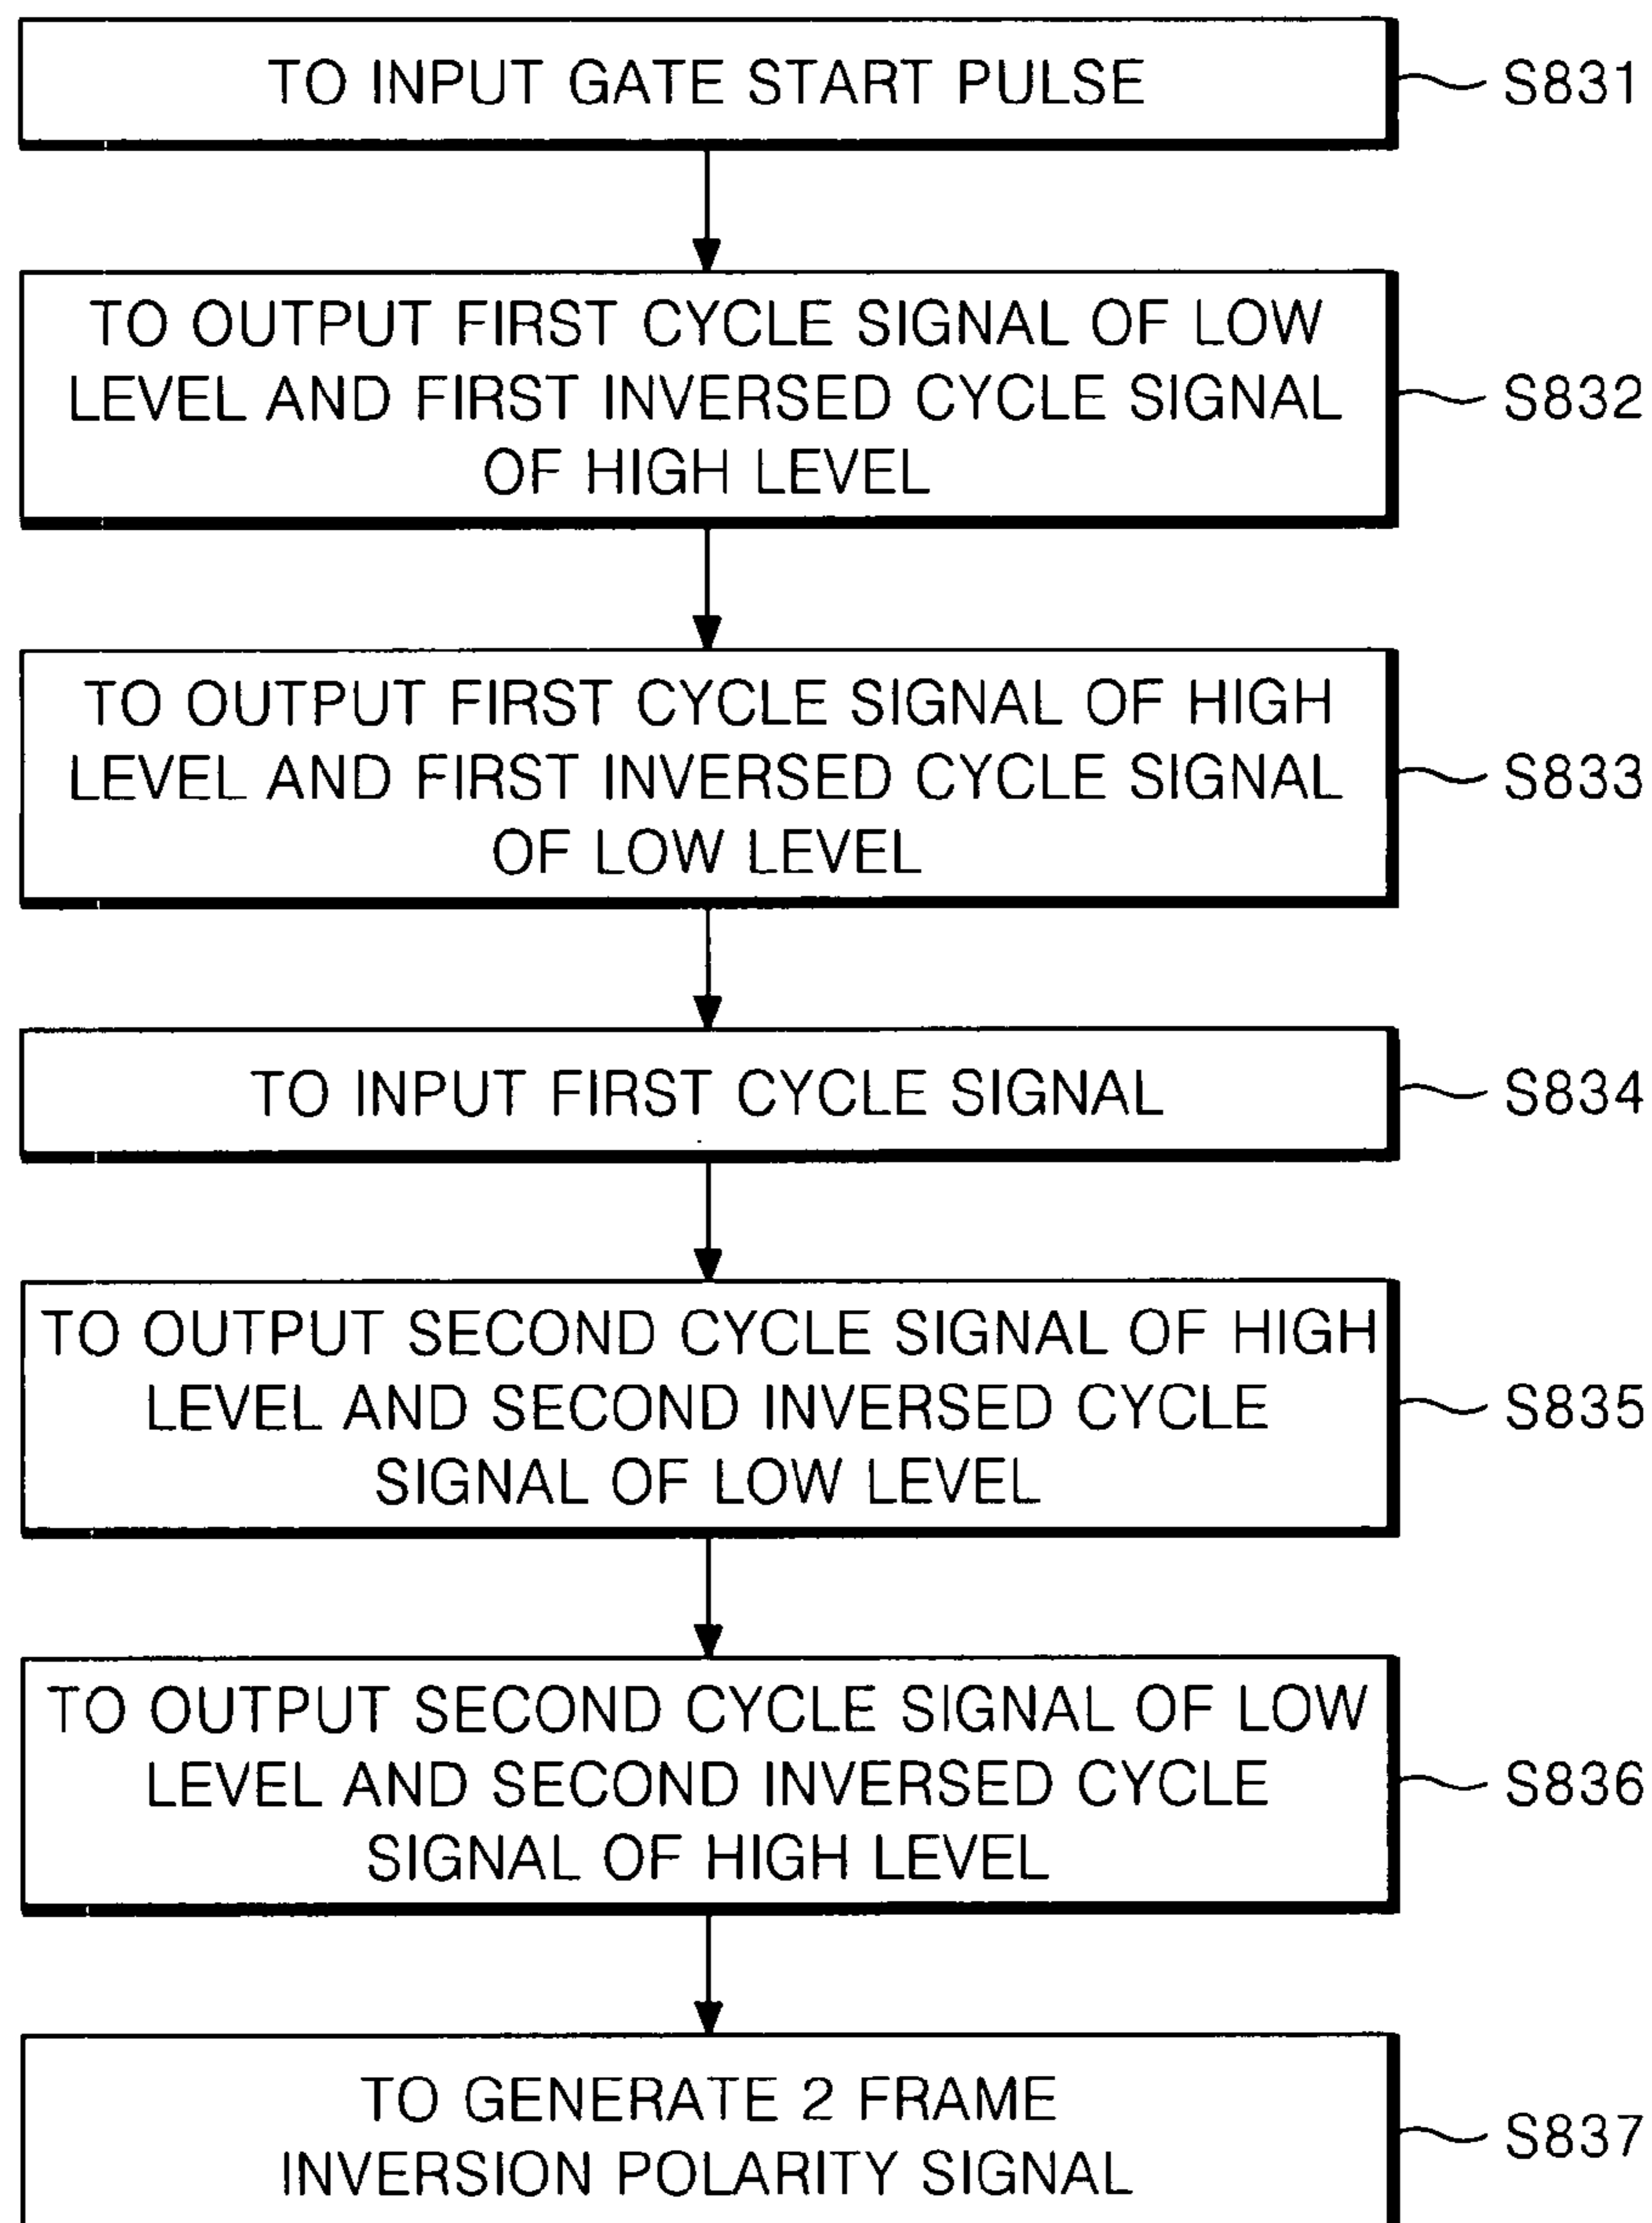 TO INPUT GATE START PULSE
S831
TO OUTPUT FIRST CYCLE SIGNAL OF LOW
LEVEL AND FIRST INVERSED CYCLE SIGNAL
OF HIGH LEVEL
S832
TO OUTPUT FIRST CYCLE SIGNAL OF HIGH
LEVEL AND FIRST INVERSED CYCLE SIGNAL
OF LOW LEVEL
S833
TO INPUT FIRST CYCLE SIGNAL
S834
TO OUTPUT SECOND CYCLE SIGNAL OF HIGH
LEVEL AND SECOND INVERSED CYCLE
SIGNAL OF LOW LEVEL
S835
TO OUTPUT SECOND CYCLE SIGNAL OF LOW
LEVEL AND SECOND INVERSED CYCLE
SIGNAL OF HIGH LEVEL
S836
TO GENERATE 2 FRAME
INVERSION POLARITY SIGNAL
S837